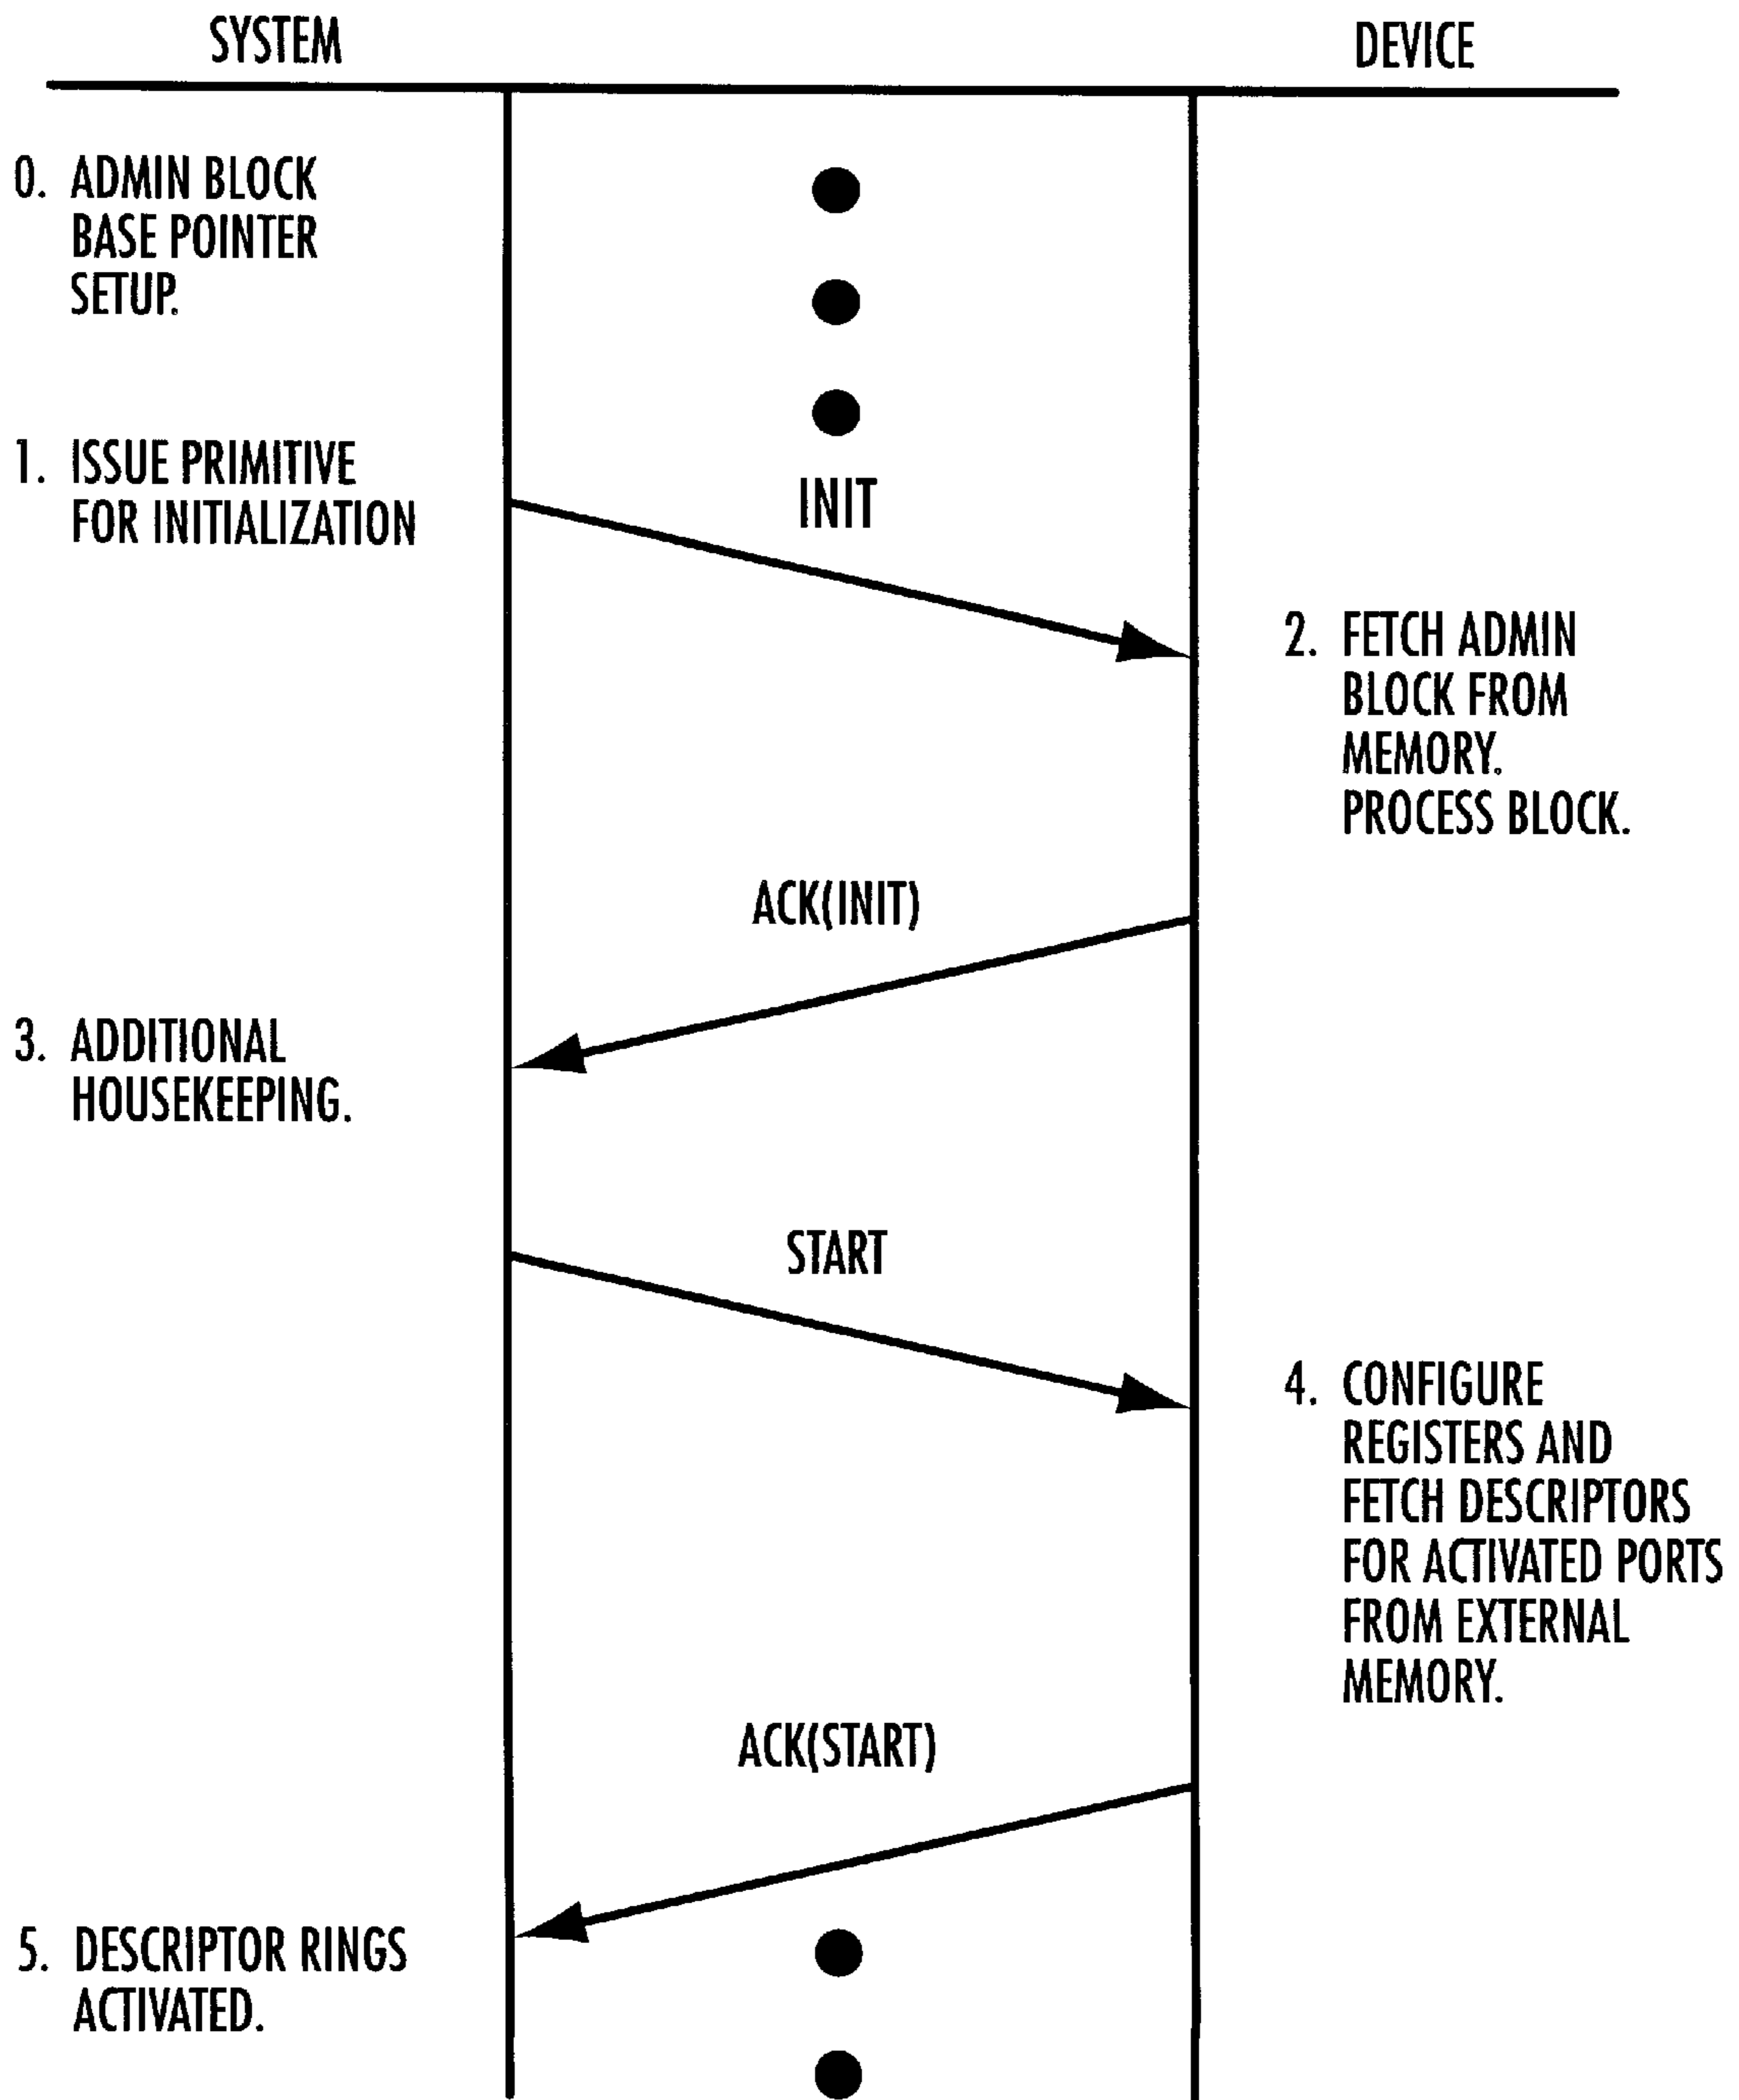 SYSTEM
DEVICE
0. ADMIN BLOCK
BASE POINTER
SETUP.
1. ISSUE PRIMITIVE
FOR INITIALIZATION
INIT
2. FETCH ADMIN
BLOCK FROM
MEMORY.
PROCESS BLOCK.
ACK(INIT)
3. ADDITIONAL
HOUSEKEEPING.
START
4. CONFIGURE
REGISTERS AND
FETCH DESCRIPTORS
FOR ACTIVATED PORTS
FROM EXTERNAL
MEMORY.
ACK(START)
5. DESCRIPTOR RINGS
ACTIVATED.